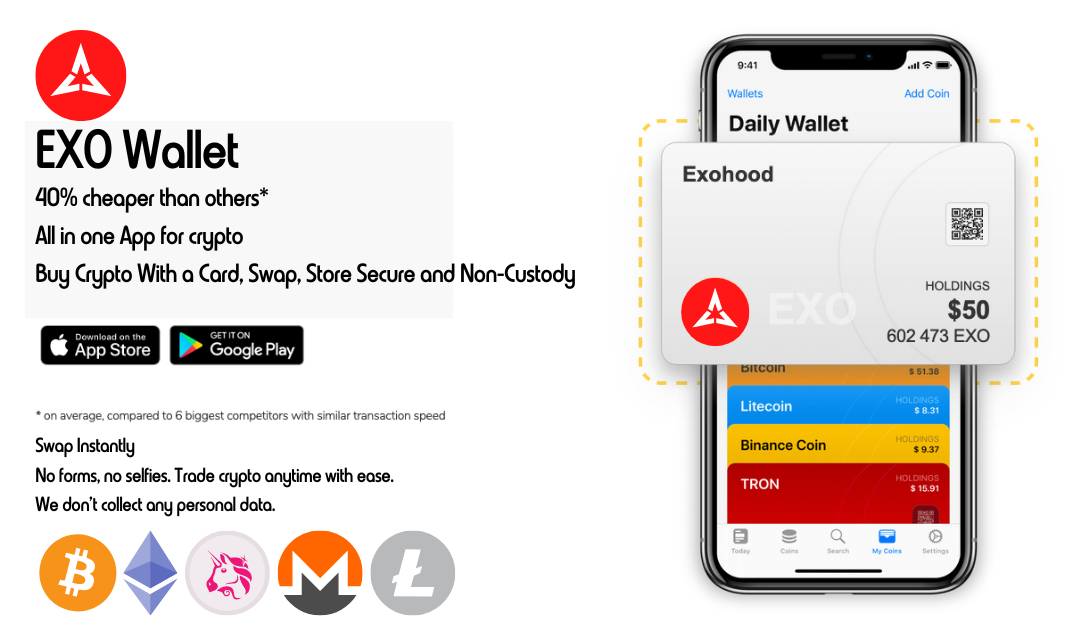 EXO Wallet
40% cheaper than others*
All in one App for crypto
Buy Crypto With a Card, Swap, Store Secure and Non-Custody
Download on the
App Store
GET IT ON
Google Play
* on average, compared to 6 biggest competitors with similar transaction speed
Swap Instantly
No forms, no selfies. Trade crypto anytime with ease.
We don't collect any personal data.
9:41
Wallets
Add Coin
Daily Wallet
Exohood
EXO
HOLDINGS
$50
602 473 EXO
Bitcoin
$ 51.38
Litecoin
HOLDINGS
$ 8.31
Binance Coin
HOLDINGS
$ 9.37
TRON
HOLDINGS
$ 15.91
Today
Coins
Search
My Coins
Settings